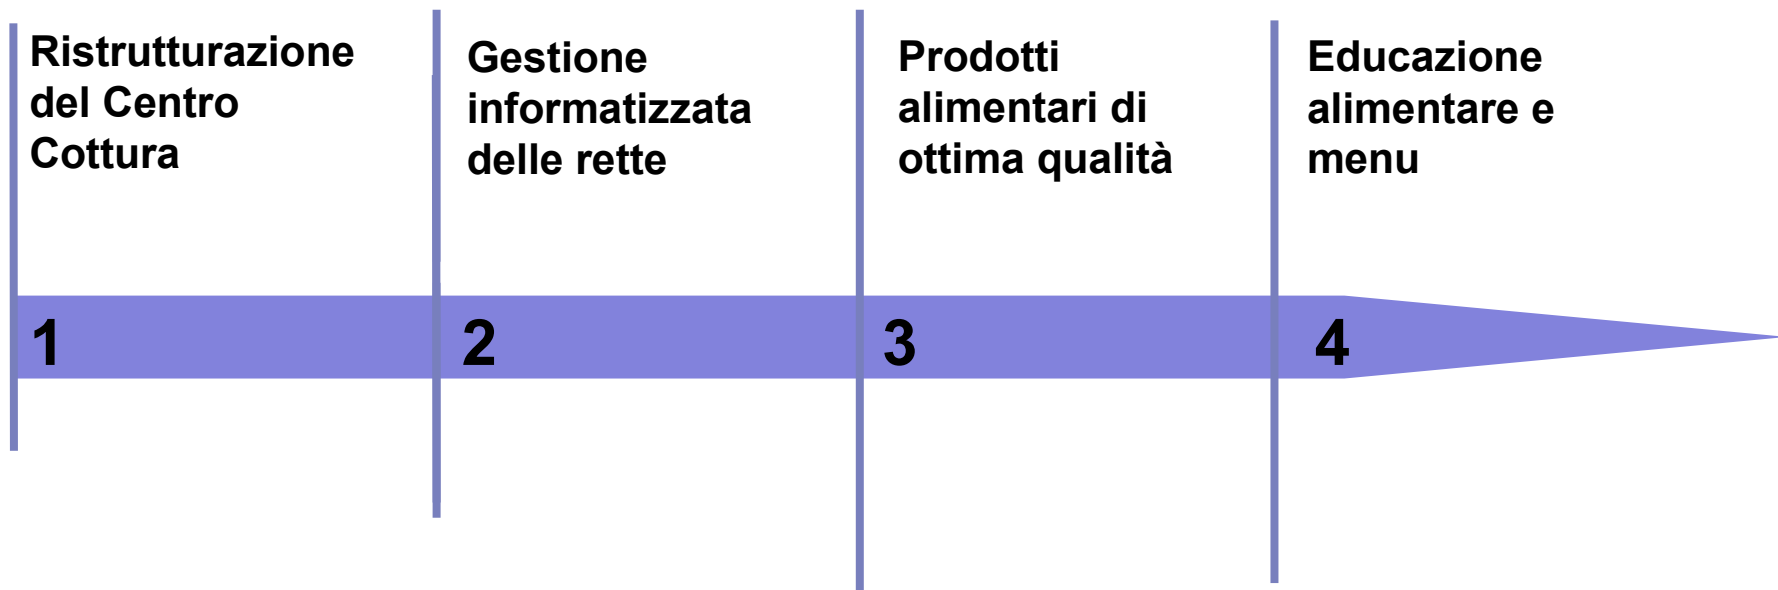 Ristrutturazione
del Centro
Cottura
Gestione
informatizzata
delle rette
Prodotti
alimentari di
ottima qualità
Educazione
alimentare e
menu
1
2
3
4